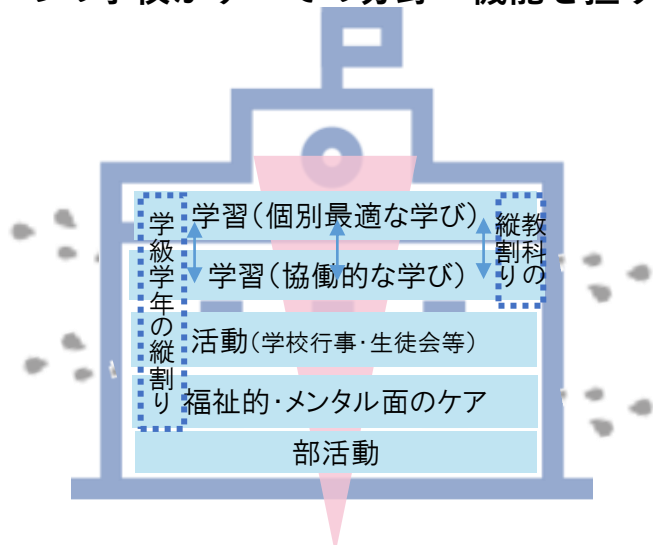 学習(個別最適な学び)
学習(協働的な学び)
活動(学校行事・生徒会等)
福祉的・メンタル面のケア
部活動
学級学年の縦割り
教科の
縦割り